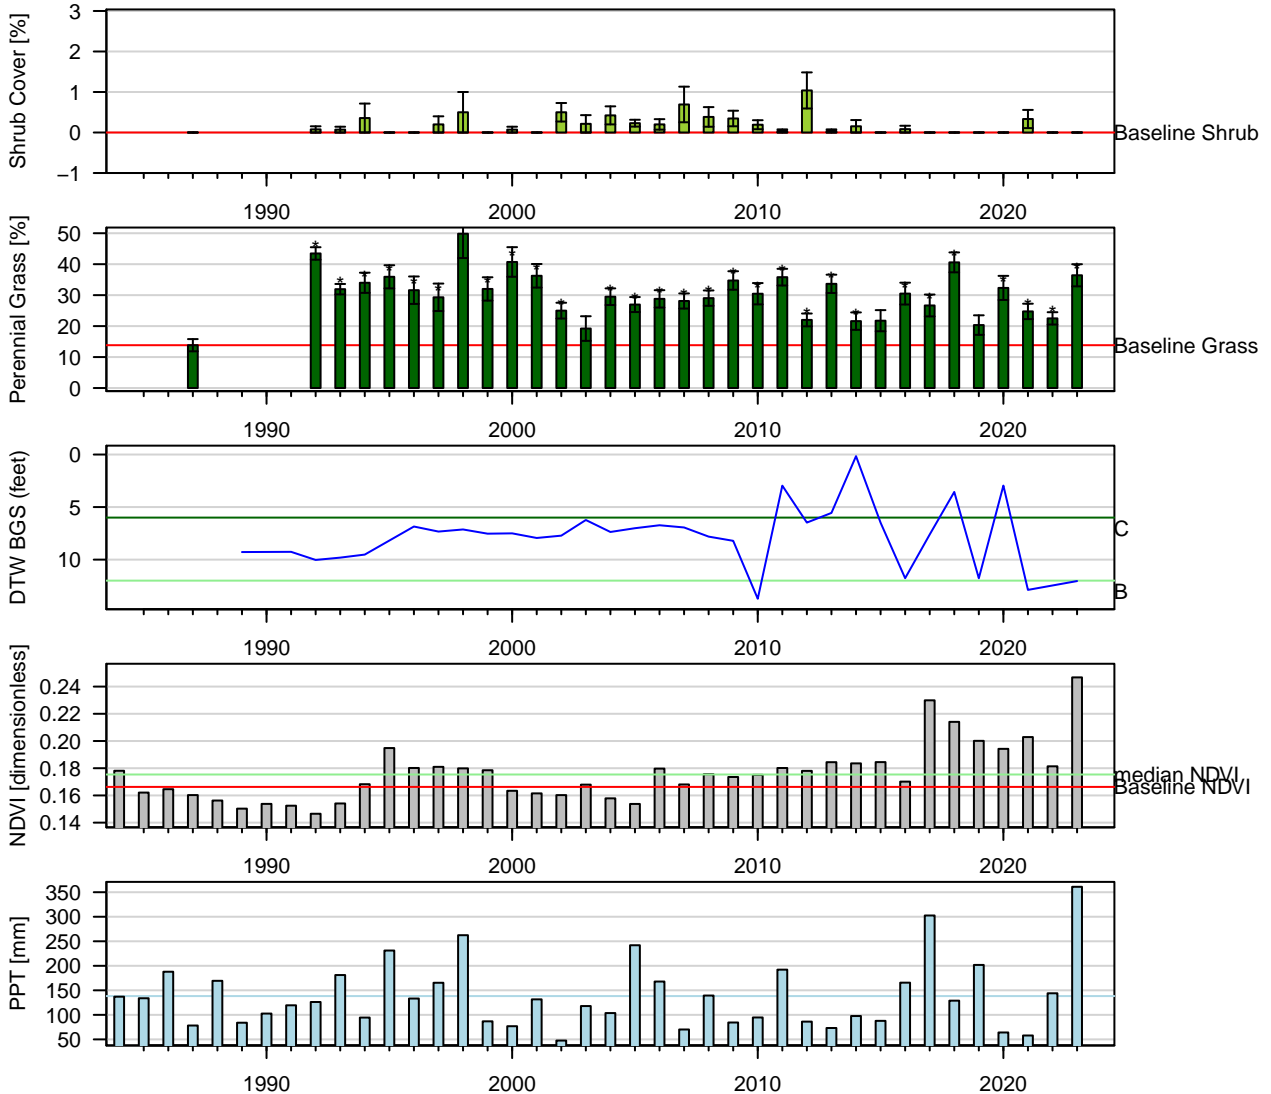 Shrub Cover [%]
3
2
1
0
−1
Baseline Shrub
1990 2000 2010 2020
Perennial Grass [%]
50
40
30
20
10
0
* * * * * * * * * * * * * * * * * * * * * * * * * * * *
Baseline Grass
1990 2000 2010 2020
DTW BGS (feet)
0
5
10
C
B
1990 2000 2010 2020
NDVI [dimensionless]
0.24
0.22
0.20
0.18
0.16
0.14
median NDVI
Baseline NDVI
1990 2000 2010 2020
PPT [mm]
350
300
250
200
150
100
50
1990 2000 2010 2020